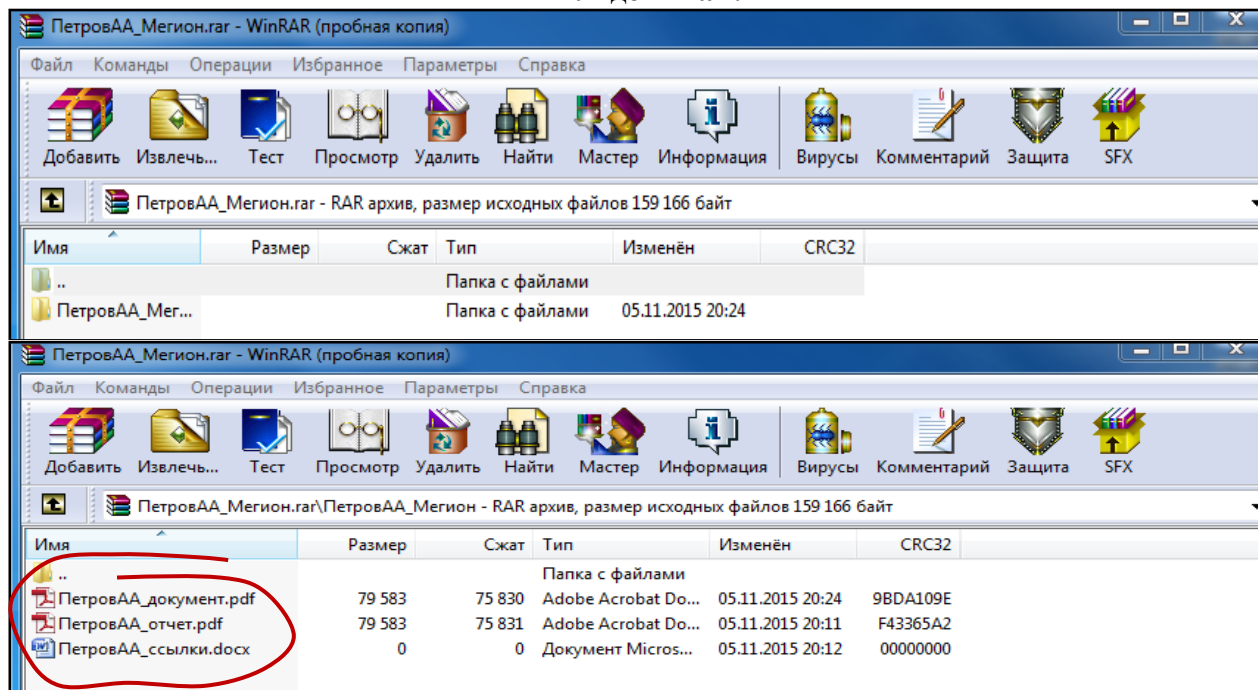 ПетровАА_Мегион.rar - WinRAR (пробная копия)
Файл Команды Операции Избранное Параметры Справка
Добавить Извлечь... Тест Просмотр Удалить Найти Мастер Информация Вирусы Комментарий Защита SFX
ПетровАА_Мегион.rar - RAR архив, размер исходных файлов 159 166 байт
Имя Размер Сжат Тип Изменён CRC32
.. Папка с файлами
ПетровАА_Мег... Папка с файлами 05.11.2015 20:24
ПетровАА_Мегион.rar - WinRAR (пробная копия)
Файл Команды Операции Избранное Параметры Справка
Добавить Извлечь... Тест Просмотр Удалить Найти Мастер Информация Вирусы Комментарий Защита SFX
ПетровАА_Мегион.rar\ПетровАА_Мегион - RAR архив, размер исходных файлов 159 166 байт
Имя Размер Сжат Тип Изменён CRC32
.. Папка с файлами
ПетровАА_документ.pdf 79 583 75 830 Adobe Acrobat Do... 05.11.2015 20:24 9BDA109E
ПетровАА_отчет.pdf 79 583 75 831 Adobe Acrobat Do... 05.11.2015 20:11 F43365A2
ПетровАА_ссылки.docx 0 0 Документ Micros... 05.11.2015 20:12 00000000